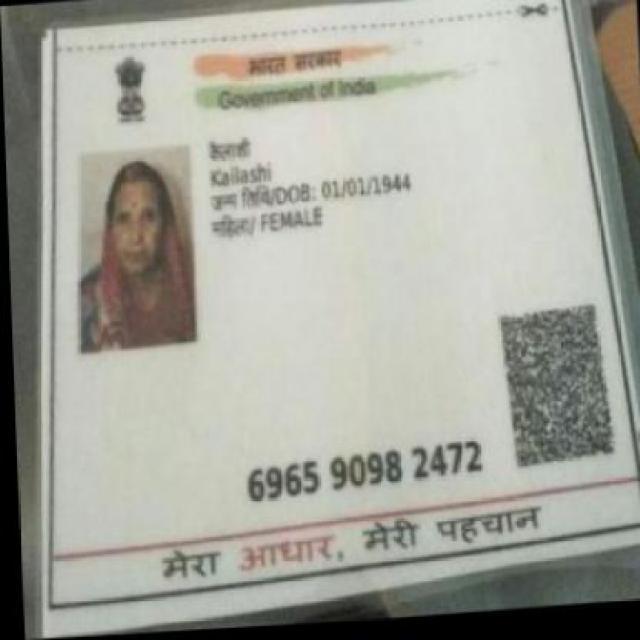 भारत सरकार
Government of India
कैलाशी
Kailashi
जन्म तिथि/DOB: 01/01/1944
महिला/ FEMALE
6965 9098 2472
मेरा आधार, मेरी पहचान